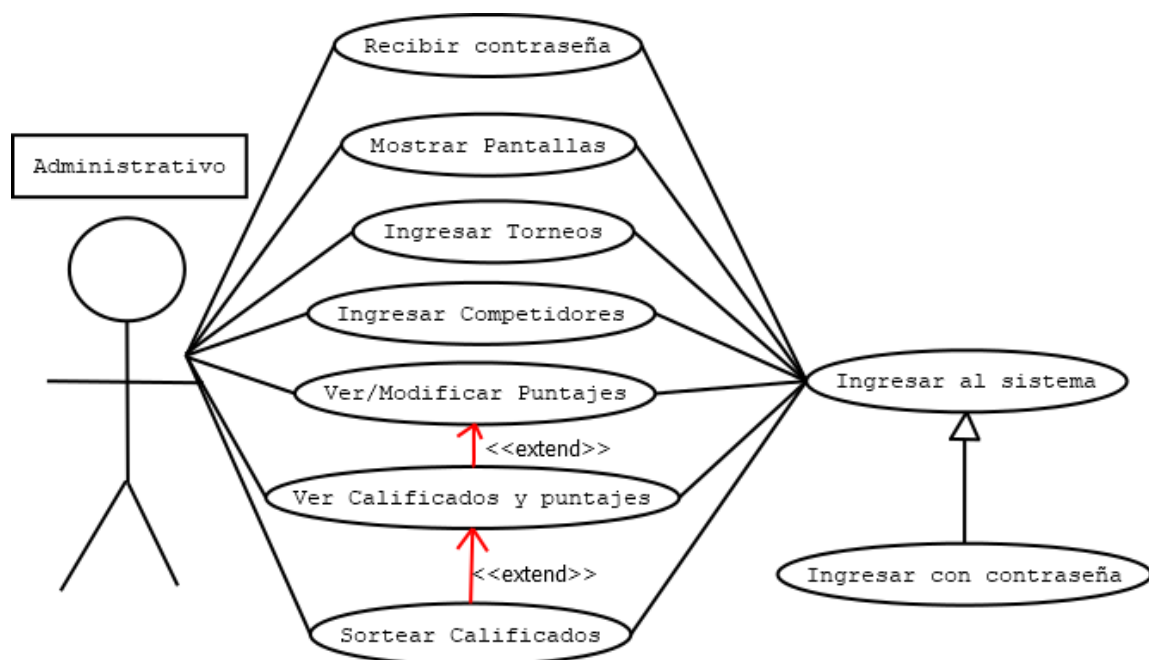 Recibir contraseña
Mostrar Pantallas
Administrativo
Ingresar Torneos
Ingresar Competidores
Ver/Modificar Puntajes
Ingresar al sistema
<<extend>>
Ver Calificados y puntajes
<<extend>>
Ingresar con contraseña
Sortear Calificados